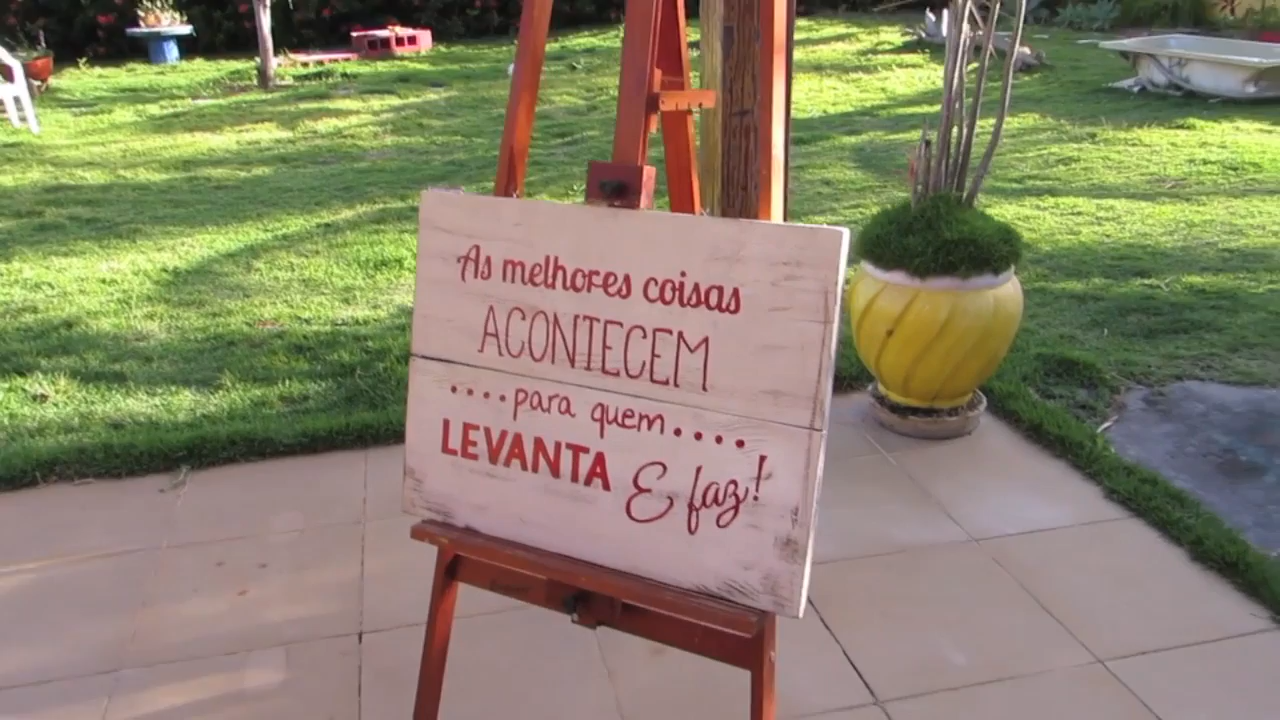 As melhores coisas
ACONTECEM
....para quem....
LEVANTA E faz!